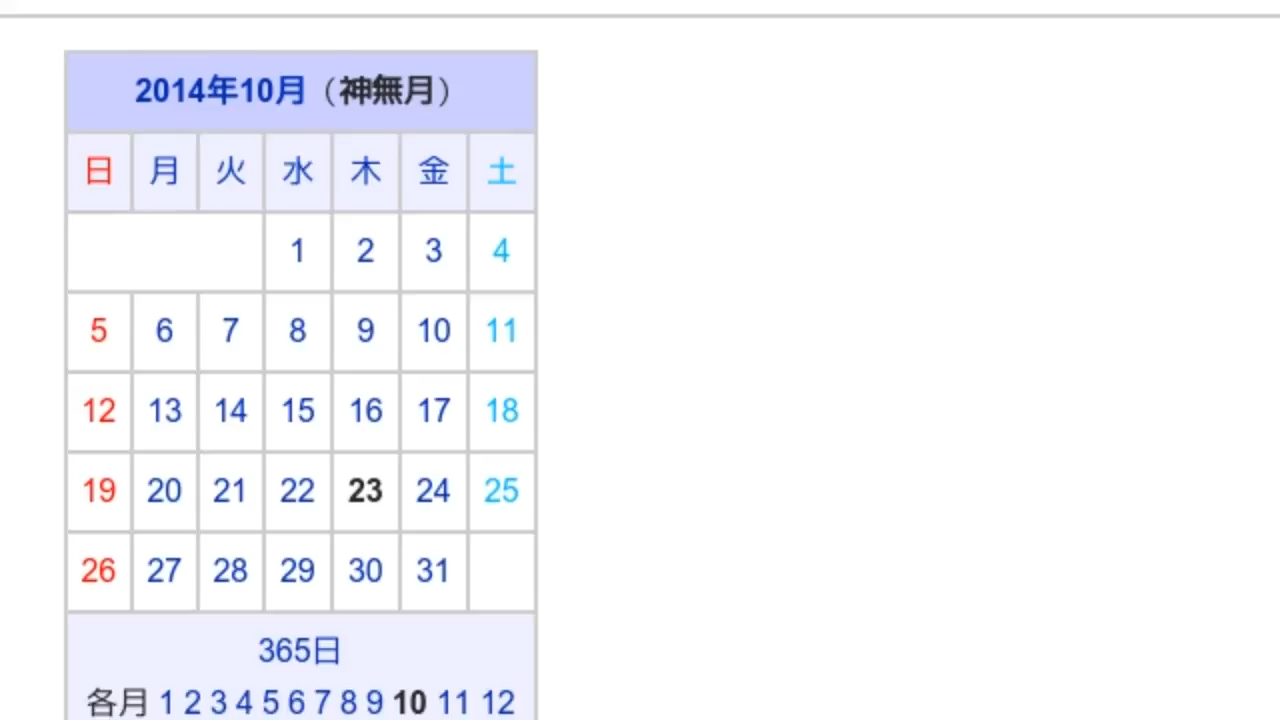 2014年10月（神無月）
日 月 火 水 木 金 土
1 2 3 4
5 6 7 8 9 10 11
12 13 14 15 16 17 18
19 20 21 22 23 24 25
26 27 28 29 30 31
365日
各月 1 2 3 4 5 6 7 8 9 10 11 12